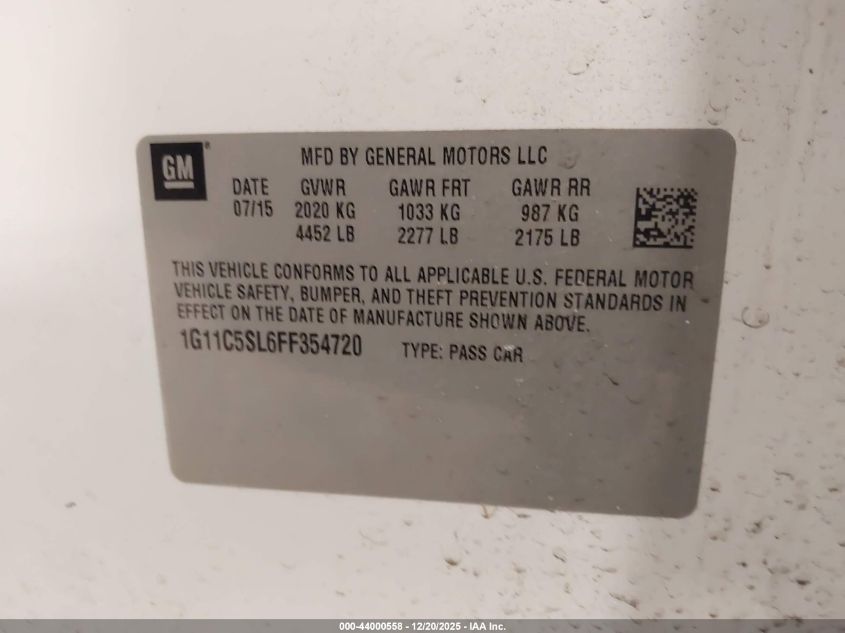 GM ®
MFD BY GENERAL MOTORS LLC
DATE GVWR GAWR FRT GAWR RR
07/15 2020 KG 1033 KG 987 KG
4452 LB 2277 LB 2175 LB
THIS VEHICLE CONFORMS TO ALL APPLICABLE U.S. FEDERAL MOTOR
VEHICLE SAFETY, BUMPER, AND THEFT PREVENTION STANDARDS IN
EFFECT ON THE DATE OF MANUFACTURE SHOWN ABOVE.
1G11C5SL6FF354720 TYPE: PASS CAR
000-44000558 - 12/20/2025 - IAA Inc.